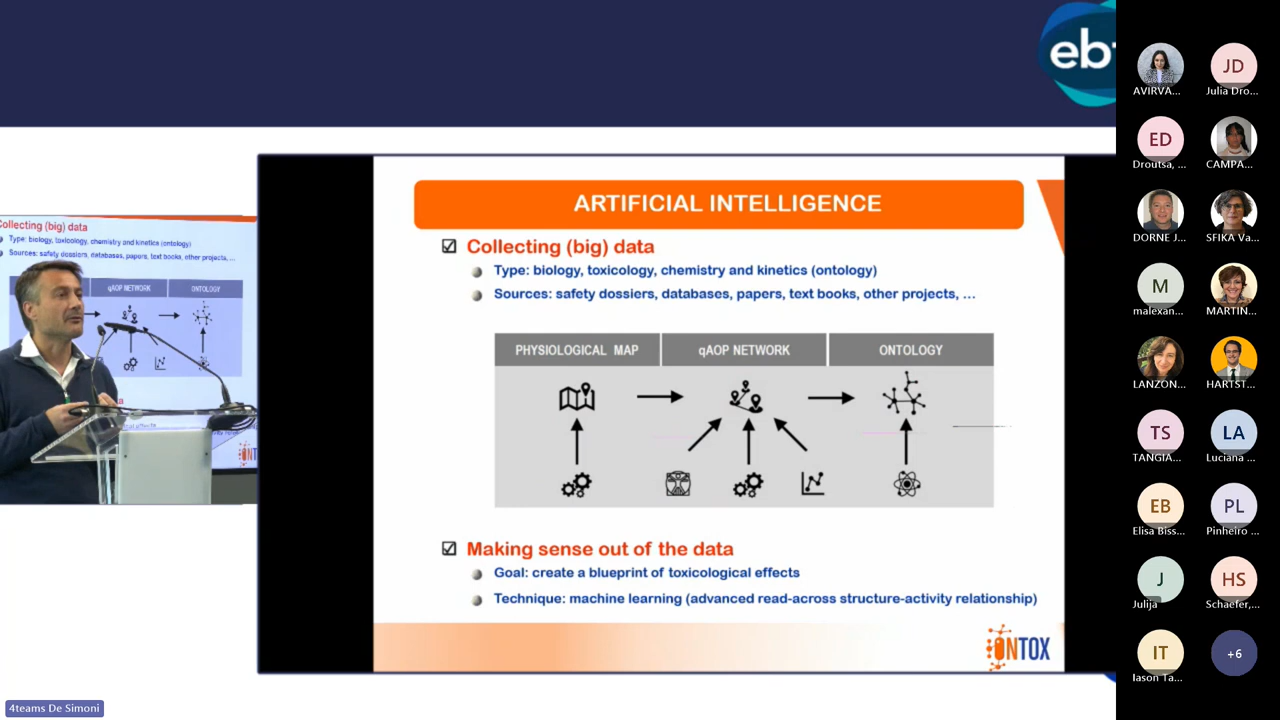 eb
ARTIFICIAL INTELLIGENCE
Collecting (big) data
Type: biology, toxicology, chemistry and kinetics (ontology)
Sources: safety dossiers, databases, papers, text books, other projects, ...
PHYSIOLOGICAL MAP
qAOP NETWORK
ONTOLOGY
Making sense out of the data
Goal: create a blueprint of toxicological effects
Technique: machine learning (advanced read-across structure-activity relationship)
ONTOX
Collecting (big) data
Type: biology, toxicology, chemistry and kinetics (ontology)
Sources: safety dossiers, databases, papers, text books, other projects, ...
qAOP NETWORK
ONTOLOGY
4teams De Simoni
AVIRVA...
JD
Julia Dro...
ED
Droutsa, ...
CAMPA...
DORNE J...
SFIKA Va...
M
malexan...
MARTIN...
LANZON...
HARTST...
TS
TANGIA...
LA
Luciana ...
EB
Elisa Biss...
PL
Pinheiro ...
J
Julija
HS
Schaefer,...
IT
Iason Ta...
+6